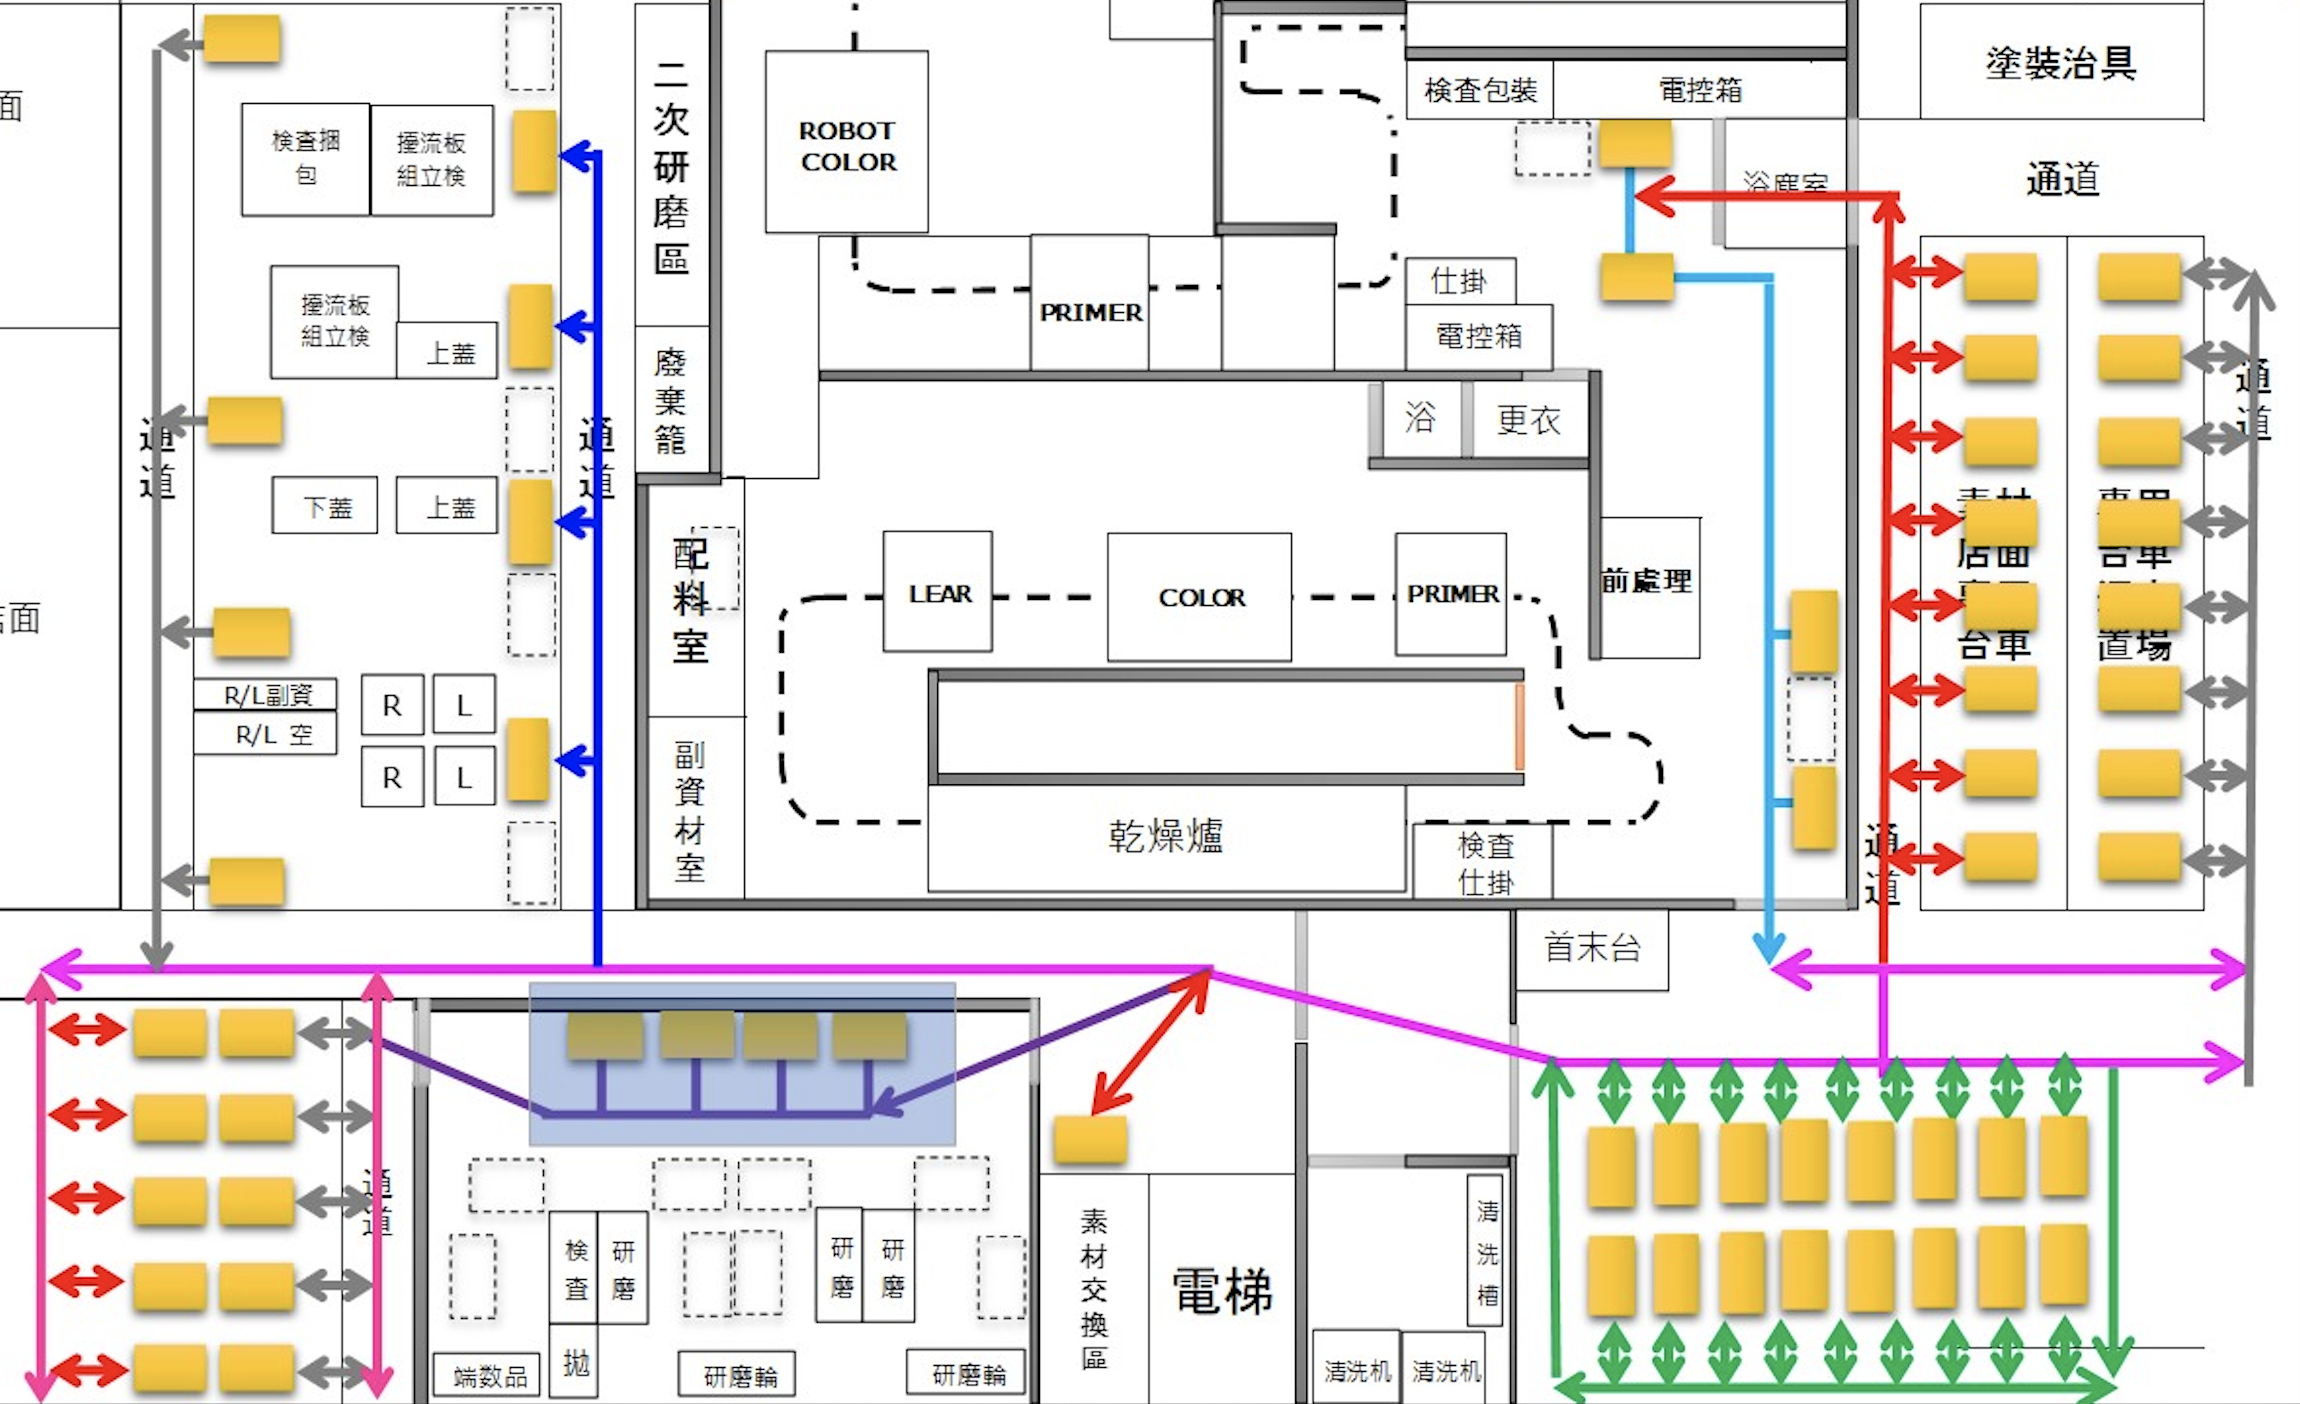 面
店面
検査捆
包
擾流板
組立検
擾流板
組立検
上蓋
下蓋
上蓋
R/L副資
R/L 空
R
L
R
L
通
道
通
道
二
次
研
磨
區
廢
棄
籠
配
料
室
副
資
材
室
ROBOT
COLOR
PRIMER
検査包裝
電控箱
浴塵室
仕掛
電控箱
浴
更衣
前處理
LEAR
COLOR
PRIMER
乾燥爐
検査
仕掛
首末台
塗裝治具
通道
素材
店面
台車
專用
台車
置場
通
道
通
道
通
道
検
査
研
磨
拋
研
磨
研
磨
端数品
研磨輪
研磨輪
素
材
交
換
區
電梯
清
洗
槽
清洗机
清洗机